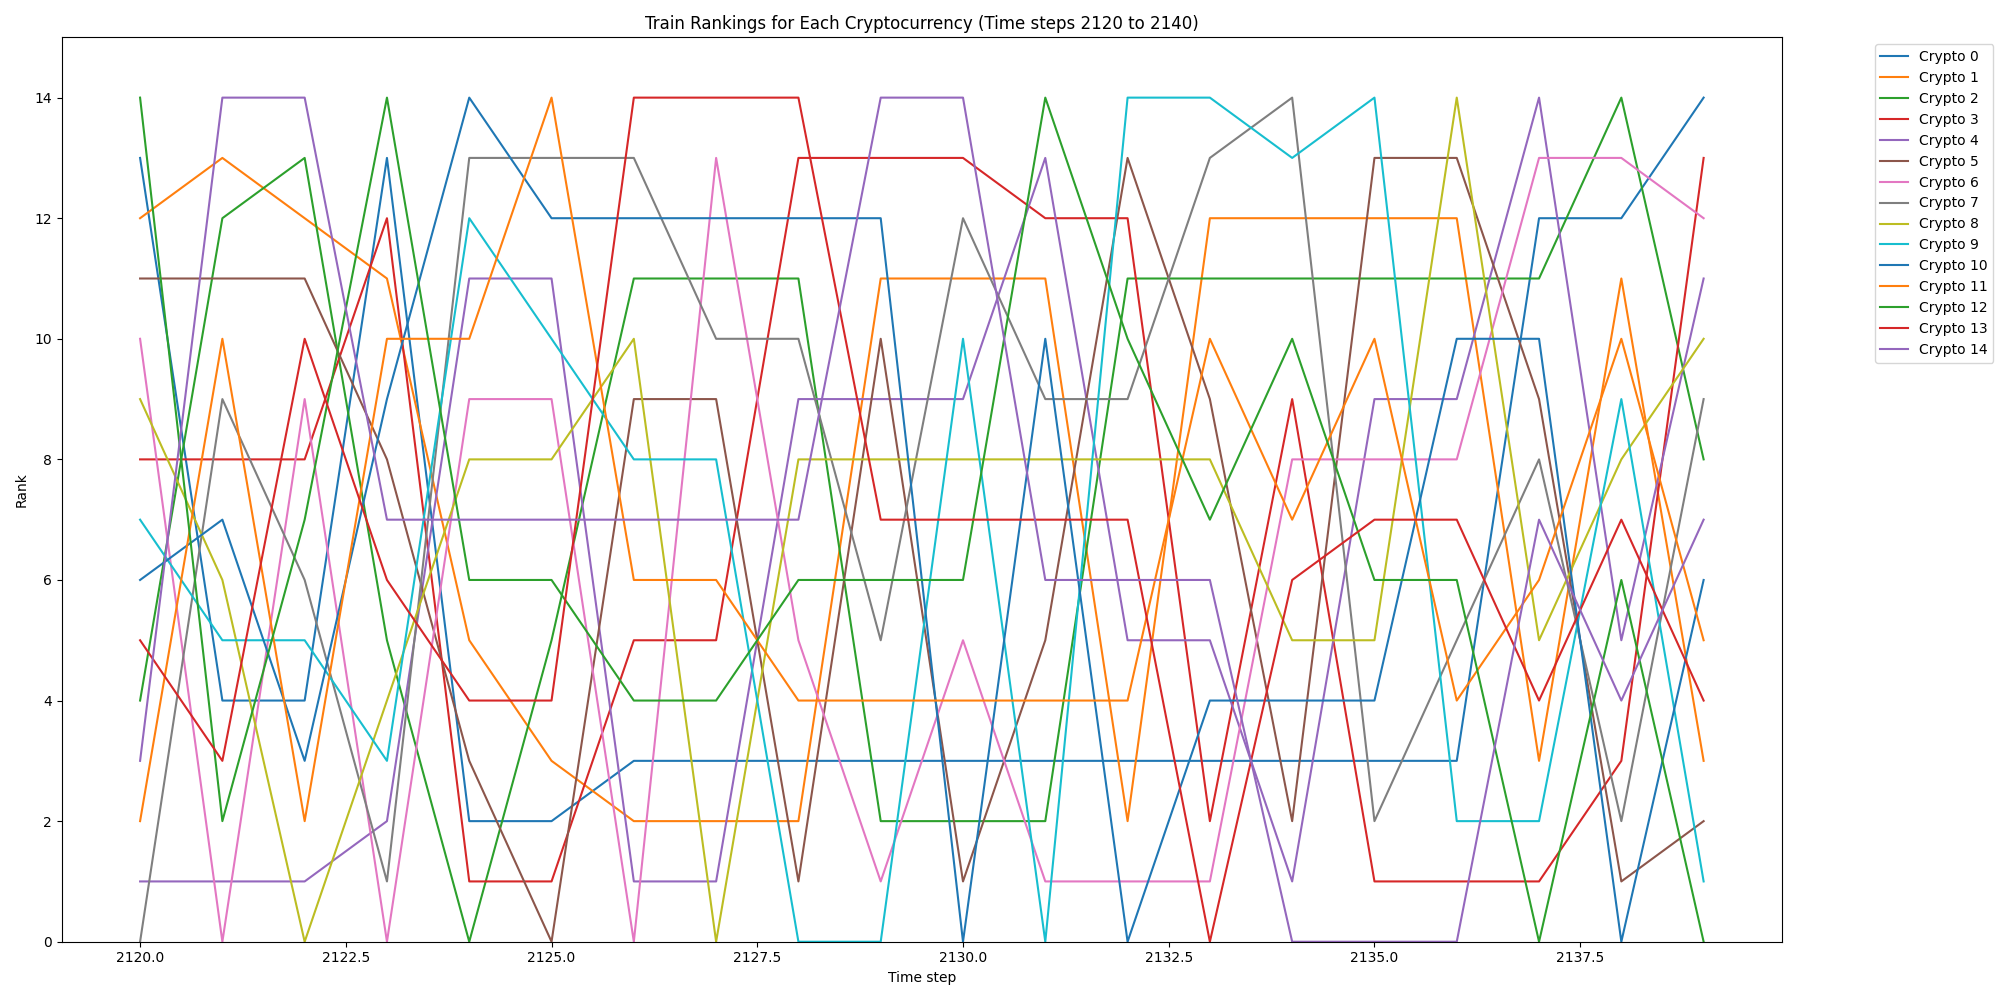 Train Rankings for Each Cryptocurrency (Time steps 2120 to 2140)
Rank
14
12
10
8
6
4
2
0
2120.0 2122.5 2125.0 2127.5 2130.0 2132.5 2135.0 2137.5
Time step
Crypto 0
Crypto 1
Crypto 2
Crypto 3
Crypto 4
Crypto 5
Crypto 6
Crypto 7
Crypto 8
Crypto 9
Crypto 10
Crypto 11
Crypto 12
Crypto 13
Crypto 14